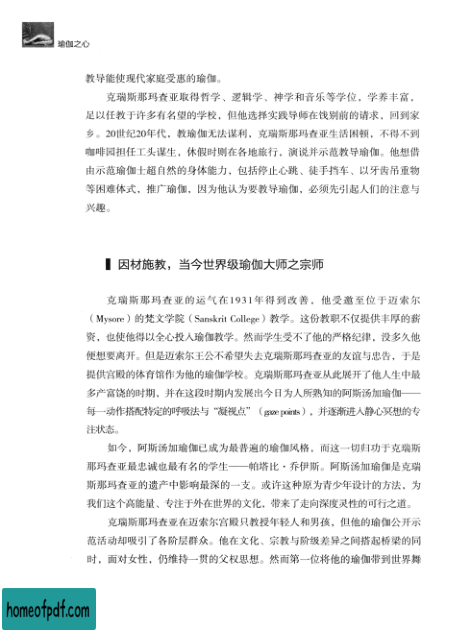 瑜伽之心
教导能使现代家庭受惠的瑜伽。
克瑞斯那玛查亚取得哲学、逻辑学、神学和音乐等学位，学养丰富，
足以任教于许多有名望的学校，但他选择实践导师在饯别前的请求，回到家
乡。20世纪20年代，教瑜伽无法谋利，克瑞斯那玛查亚生活困顿，不得不到
咖啡园担任工头谋生，休假时则在各地旅行，演说并示范教导瑜伽。他想借
由示范瑜伽士超自然的身体能力，包括停止心跳、徒手挡车、以牙齿吊重物
等困难体式，推广瑜伽，因为他认为要教导瑜伽，必须先引起人们的注意与
兴趣。
因材施教，当今世界级瑜伽大师之宗师
克瑞斯那玛查亚的运气在1931年得到改善，他受邀至位于迈索尔
（Mysore）的梵文学院（Sanskrit College）教学。这份教职不仅提供丰厚的薪
资，也使他得以全心投入瑜伽教学。然而学生受不了他的严格纪律，没多久他
便想要离开。但是迈索尔王公不希望失去克瑞斯那玛查亚的友谊与忠告，于是
提供宫殿的体育馆作为他的瑜伽学校。克瑞斯那玛查亚从此展开了他人生中最
多产富饶的时期，并在这段时期内发展出今日为人所熟知的阿斯汤加瑜伽——
每一动作搭配特定的呼吸法与“凝视点”（gaze points），并逐渐进入静心冥想的专
注状态。
如今，阿斯汤加瑜伽已成为最普遍的瑜伽风格，而这一切归功于克瑞斯
那玛查亚最忠诚也最有名的学生——帕塔比·乔伊斯。阿斯汤加瑜伽是克瑞
斯那玛查亚的遗产中影响最深的一支。或许这种原为青少年设计的方法，为
我们这个高能量、专注于外在世界的文化，带来了走向深度灵性的可行之道。
克瑞斯那玛查亚在迈索尔宫殿只教授年轻人和男孩，但他的瑜伽公开示
范活动却吸引了各阶层群众。他在文化、宗教与阶级差异之间搭起桥梁的同
时，面对女性，仍维持一贯的父权思想。然而第一位将他的瑜伽带到世界舞
homeofpdf.com